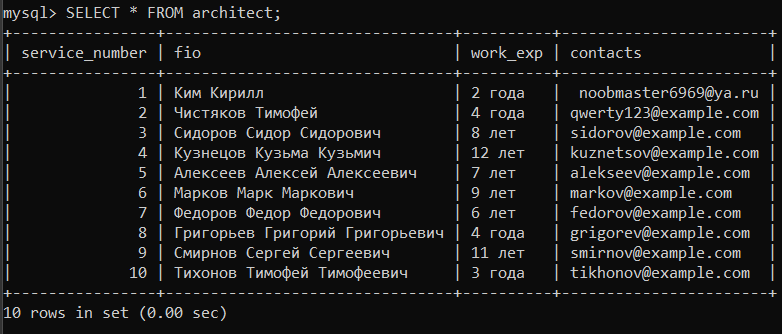 mysql> SELECT * FROM architect;
+----------------+-----------------------------+----------+----------------------+
| service_number | fio                         | work_exp | contacts             |
+----------------+-----------------------------+----------+----------------------+
|              1 | Ким Кирилл                  | 2 года   |  noobmaster6969@ya.ru |
|              2 | Чистяков Тимофей            | 4 года   | qwerty123@example.com |
|              3 | Сидоров Сидор Сидорович     | 8 лет    | sidorov@example.com  |
|              4 | Кузнецов Кузьма Кузьмич     | 12 лет   | kuznetsov@example.com |
|              5 | Алексеев Алексей Алексеевич | 7 лет    | alekseev@example.com |
|              6 | Марков Марк Маркович        | 9 лет    | markov@example.com   |
|              7 | Федоров Федор Федорович     | 6 лет    | fedorov@example.com  |
|              8 | Григорьев Григорий Григорьевич | 4 года   | grigorev@example.com |
|              9 | Смирнов Сергей Сергеевич    | 11 лет   | smirnov@example.com  |
|             10 | Тихонов Тимофей Тимофеевич  | 3 года   | tikhonov@example.com |
+----------------+-----------------------------+----------+----------------------+
10 rows in set (0.00 sec)